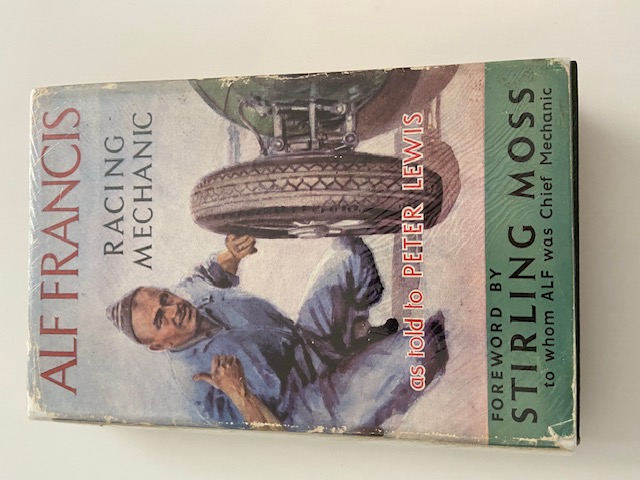 ALF FRANCIS
RACING
MECHANIC
as told to PETER LEWIS
FOREWORD BY
STIRLING MOSS
to whom ALF was Chief Mechanic